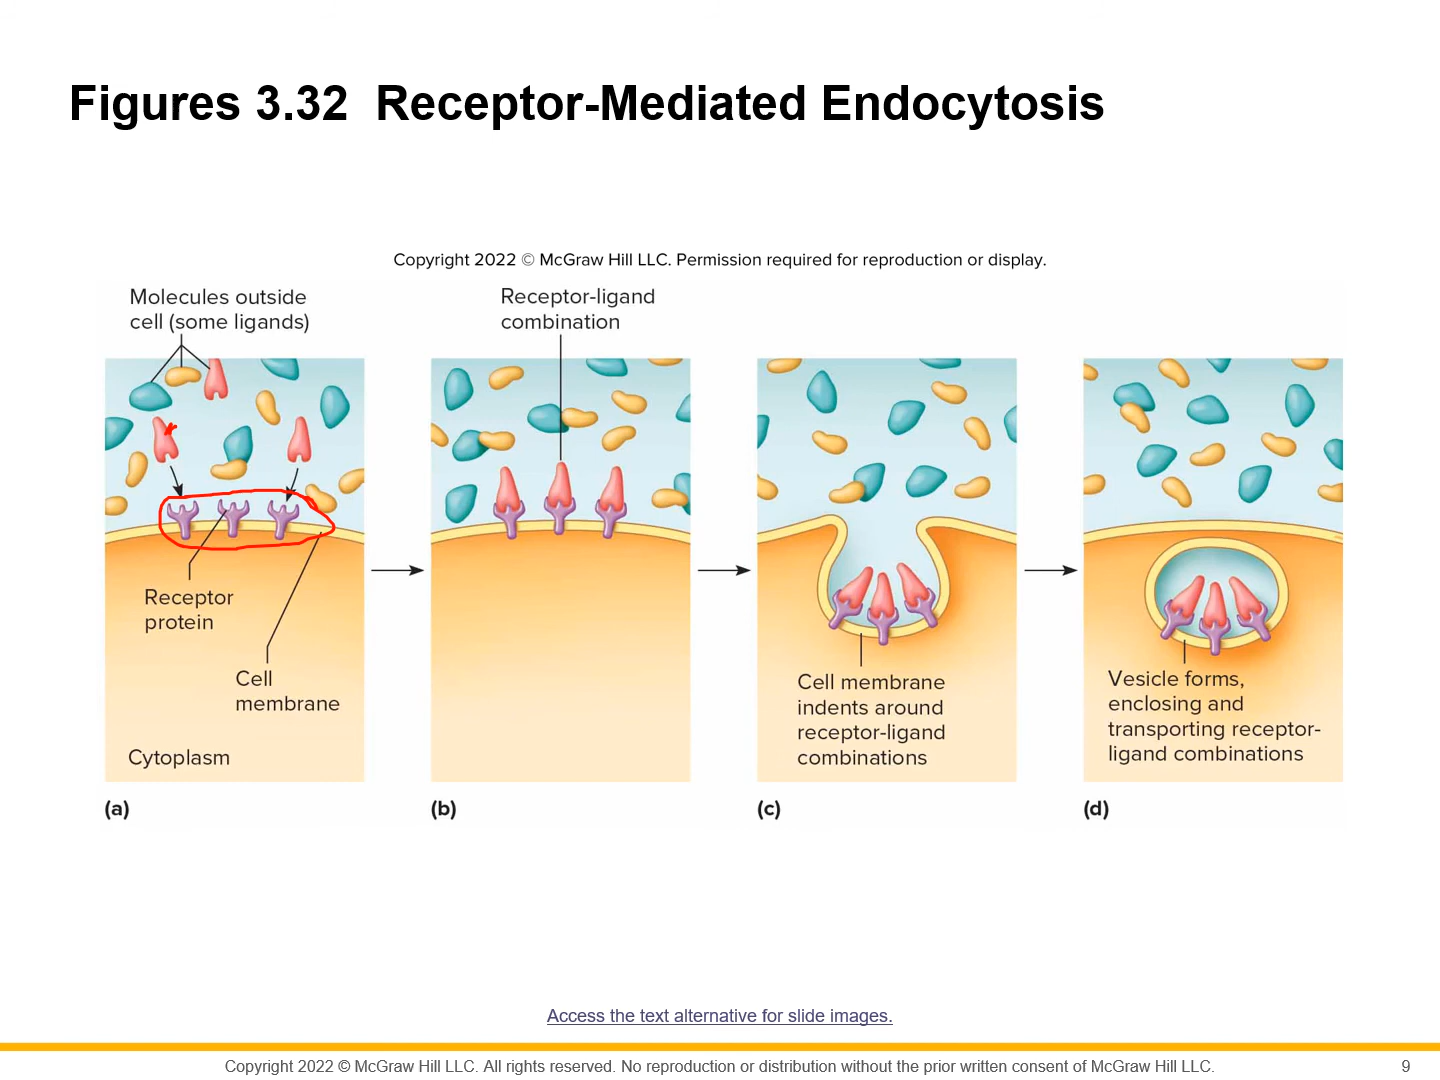 Figures 3.32  Receptor-Mediated Endocytosis
Copyright 2022 © McGraw Hill LLC. Permission required for reproduction or display.
Molecules outside
cell (some ligands)
Receptor
protein
Cell
membrane
Cytoplasm
(a)
Receptor-ligand
combination
(b)
Cell membrane
indents around
receptor-ligand
combinations
(c)
Vesicle forms,
enclosing and
transporting receptor-
ligand combinations
(d)
Access the text alternative for slide images.
Copyright 2022 © McGraw Hill LLC. All rights reserved. No reproduction or distribution without the prior written consent of McGraw Hill LLC.
9